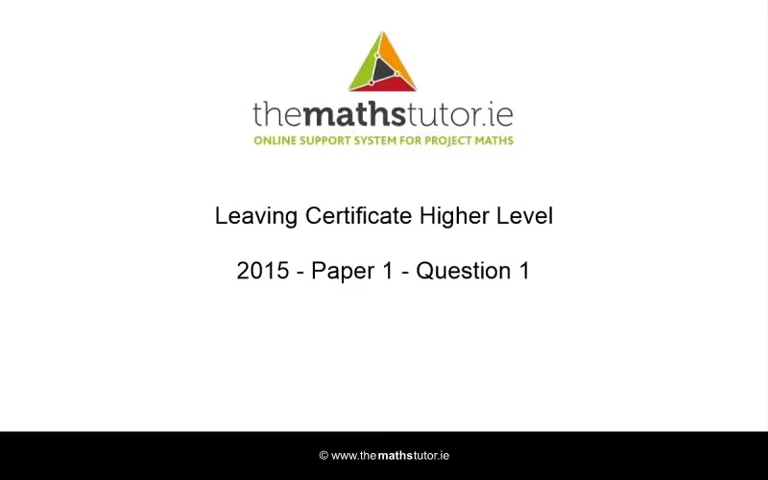 themathstutor.ie
ONLINE SUPPORT SYSTEM FOR PROJECT MATHS
Leaving Certificate Higher Level
2015 - Paper 1 - Question 1
© www.themathstutor.ie